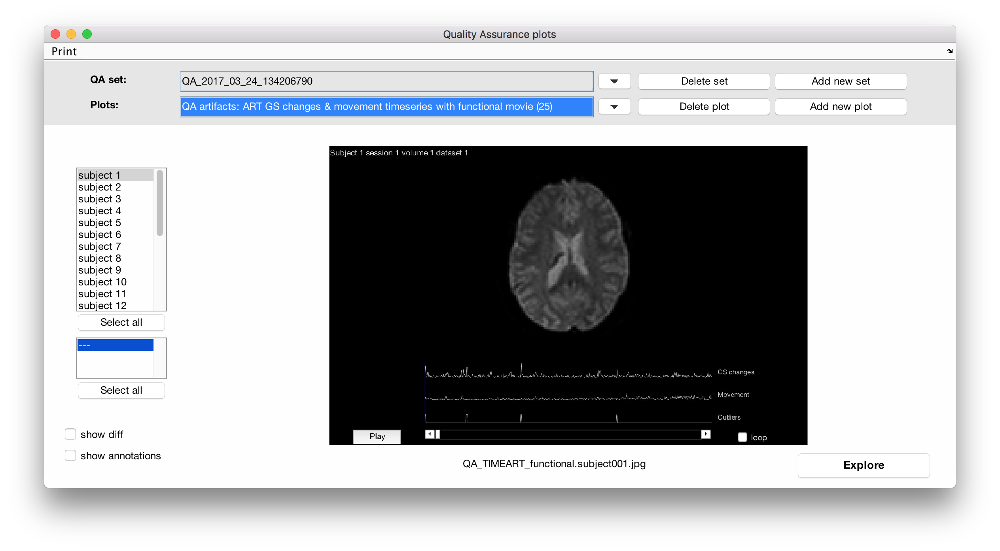 Quality Assurance plots
Print
QA set:
QA_2017_03_24_134206790
Delete set
Add new set
Plots:
QA artifacts: ART GS changes & movement timeseries with functional movie (25)
Delete plot
Add new plot
Subject 1 session 1 volume 1 dataset 1
subject 1
subject 2
subject 3
subject 4
subject 5
subject 6
subject 7
subject 8
subject 9
subject 10
subject 11
subject 12
Select all
---
Select all
show diff
show annotations
GS changes
Movement
Outliers
Play
loop
QA_TIMEART_functional.subject001.jpg
Explore